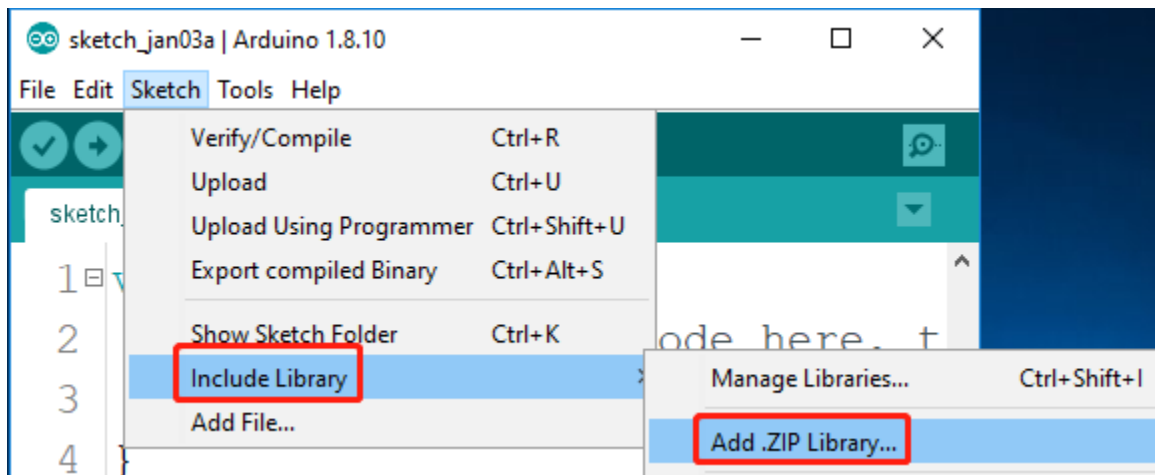 sketch_jan03a | Arduino 1.8.10
File Edit Sketch Tools Help
Verify/Compile Ctrl+R
Upload Ctrl+U
sketch_
Upload Using Programmer Ctrl+Shift+U
1
Export compiled Binary Ctrl+Alt+S
2
Show Sketch Folder Ctrl+K
ode here, t
Include Library
Manage Libraries... Ctrl+Shift+I
3
Add File...
Add .ZIP Library...
4 }